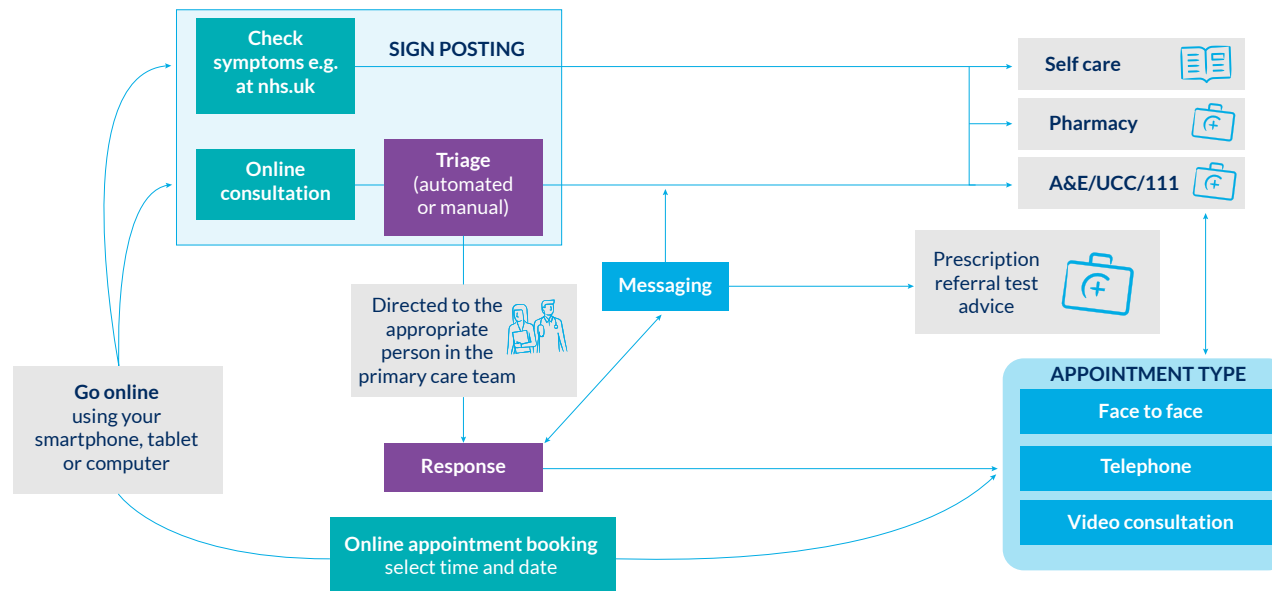 Check
symptoms e.g.
at nhs.uk
SIGN POSTING
Online
consultation
Triage
(automated
or manual)
Self care
Pharmacy
A&E/UCC/111
Messaging
Prescription
referral test
advice
Directed to the
appropriate
person in the
primary care team
Go online
using your
smartphone, tablet
or computer
Response
APPOINTMENT TYPE
Face to face
Telephone
Video consultation
Online appointment booking
select time and date